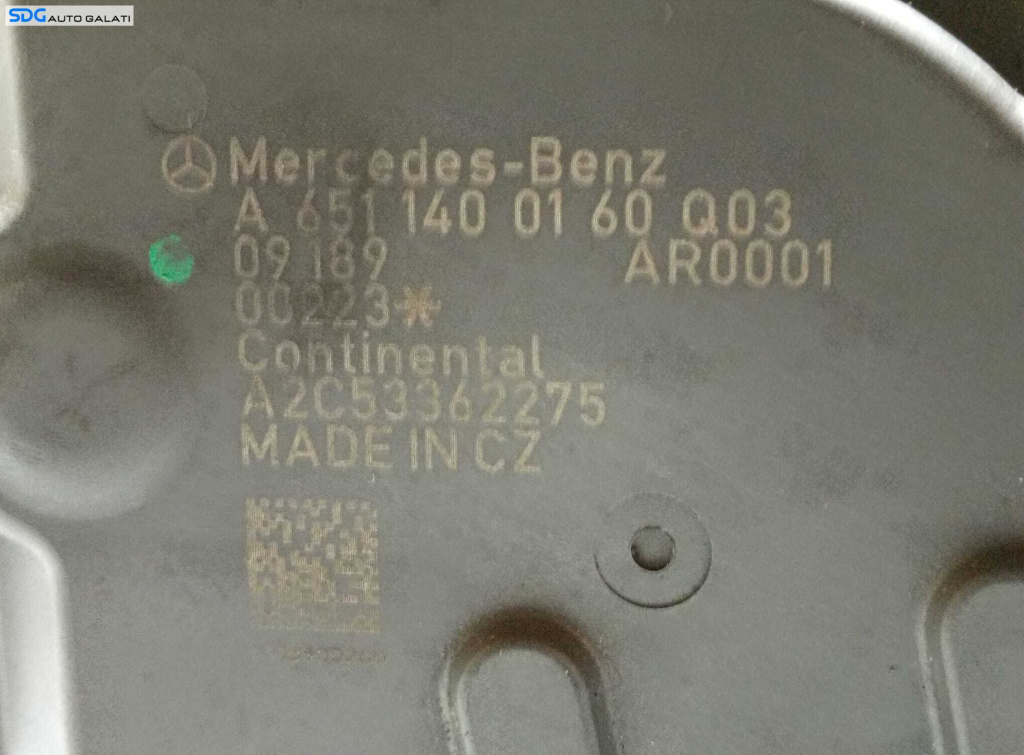 SDG AUTO GALATI
Mercedes-Benz
A 651 140 01 60 Q03
09.189 AR0001
00223*
Continental
A2C53362275
MADE IN CZ